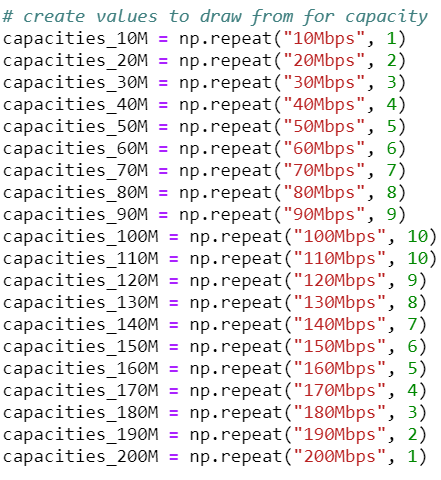 # create values to draw from for capacity
capacities_10M = np.repeat("10Mbps", 1)
capacities_20M = np.repeat("20Mbps", 2)
capacities_30M = np.repeat("30Mbps", 3)
capacities_40M = np.repeat("40Mbps", 4)
capacities_50M = np.repeat("50Mbps", 5)
capacities_60M = np.repeat("60Mbps", 6)
capacities_70M = np.repeat("70Mbps", 7)
capacities_80M = np.repeat("80Mbps", 8)
capacities_90M = np.repeat("90Mbps", 9)
capacities_100M = np.repeat("100Mbps", 10)
capacities_110M = np.repeat("110Mbps", 10)
capacities_120M = np.repeat("120Mbps", 9)
capacities_130M = np.repeat("130Mbps", 8)
capacities_140M = np.repeat("140Mbps", 7)
capacities_150M = np.repeat("150Mbps", 6)
capacities_160M = np.repeat("160Mbps", 5)
capacities_170M = np.repeat("170Mbps", 4)
capacities_180M = np.repeat("180Mbps", 3)
capacities_190M = np.repeat("190Mbps", 2)
capacities_200M = np.repeat("200Mbps", 1)